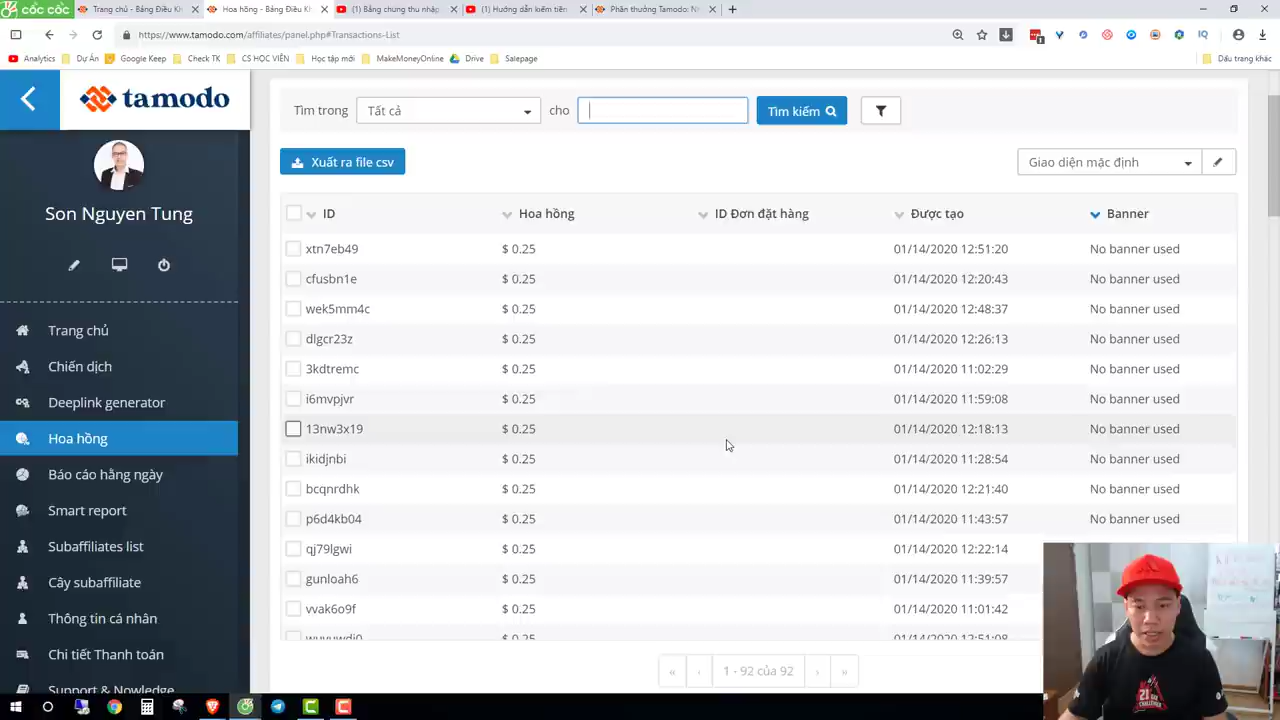 cốc cốc
Trang chủ - Bảng Điều Kh
Hoa hồng - Bảng Điều Kh
(1) Bằng chứng thu nhập
(1) Hướng dẫn kiếm tiền
Phần thưởng Tamodo: N
https://www.tamodo.com/affiliates/panel.php#Transactions-List
Analytics
Dự Án
Google Keep
Check TK
CS HỌC VIÊN
Học tập mới
MakeMoneyOnline
Drive
Salepage
Dấu trang khác
tamodo
Son Nguyen Tung
Trang chủ
Chiến dịch
Deeplink generator
Hoa hồng
Báo cáo hằng ngày
Smart report
Subaffiliates list
Cây subaffiliate
Thông tin cá nhân
Chi tiết Thanh toán
Support & Nowledge
Tìm trong Tất cả cho Tìm kiếm
Xuất ra file csv
Giao diện mặc định
ID Hoa hồng ID Đơn đặt hàng Được tạo Banner
xtn7eb49 $ 0.25 01/14/2020 12:51:20 No banner used
cfusbn1e $ 0.25 01/14/2020 12:20:43 No banner used
wek5mm4c $ 0.25 01/14/2020 12:48:37 No banner used
dlgcr23z $ 0.25 01/14/2020 12:26:13 No banner used
3kdtremc $ 0.25 01/14/2020 11:02:29 No banner used
i6mvpjvr $ 0.25 01/14/2020 11:59:08 No banner used
13nw3x19 $ 0.25 01/14/2020 12:18:13 No banner used
ikidjnbi $ 0.25 01/14/2020 11:28:54 No banner used
bcqnrdhk $ 0.25 01/14/2020 12:21:40 No banner used
p6d4kb04 $ 0.25 01/14/2020 11:43:57 No banner used
qj79lgwi $ 0.25 01/14/2020 12:22:14
gunloah6 $ 0.25 01/14/2020 11:39:57
vvak6o9f $ 0.25 01/14/2020 11:01:42
$ 0.25 01/14/2020 12:51:08
1 - 92 của 92